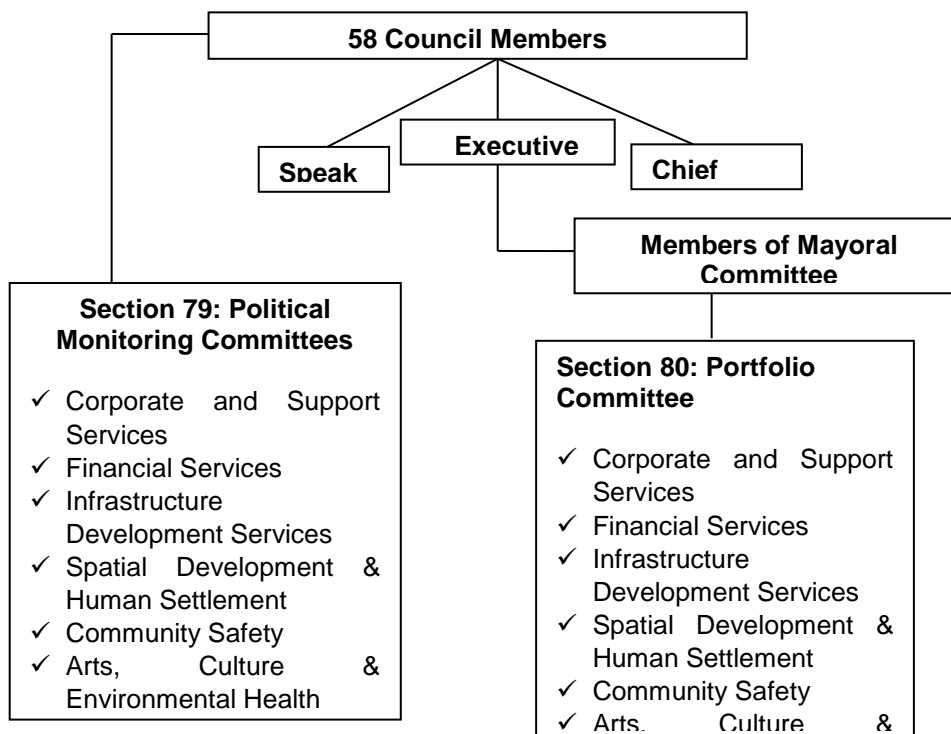 58 Council Members
Speak
Executive
Chief
Members of Mayoral
Committee
Section 79: Political
Monitoring Committees
✓ Corporate and Support
Services
✓ Financial Services
✓ Infrastructure
Development Services
✓ Spatial Development &
Human Settlement
✓ Community Safety
✓ Arts, Culture &
Environmental Health
Section 80: Portfolio
Committee
✓ Corporate and Support
Services
✓ Financial Services
✓ Infrastructure
Development Services
✓ Spatial Development &
Human Settlement
✓ Community Safety
✓ Arts, Culture &